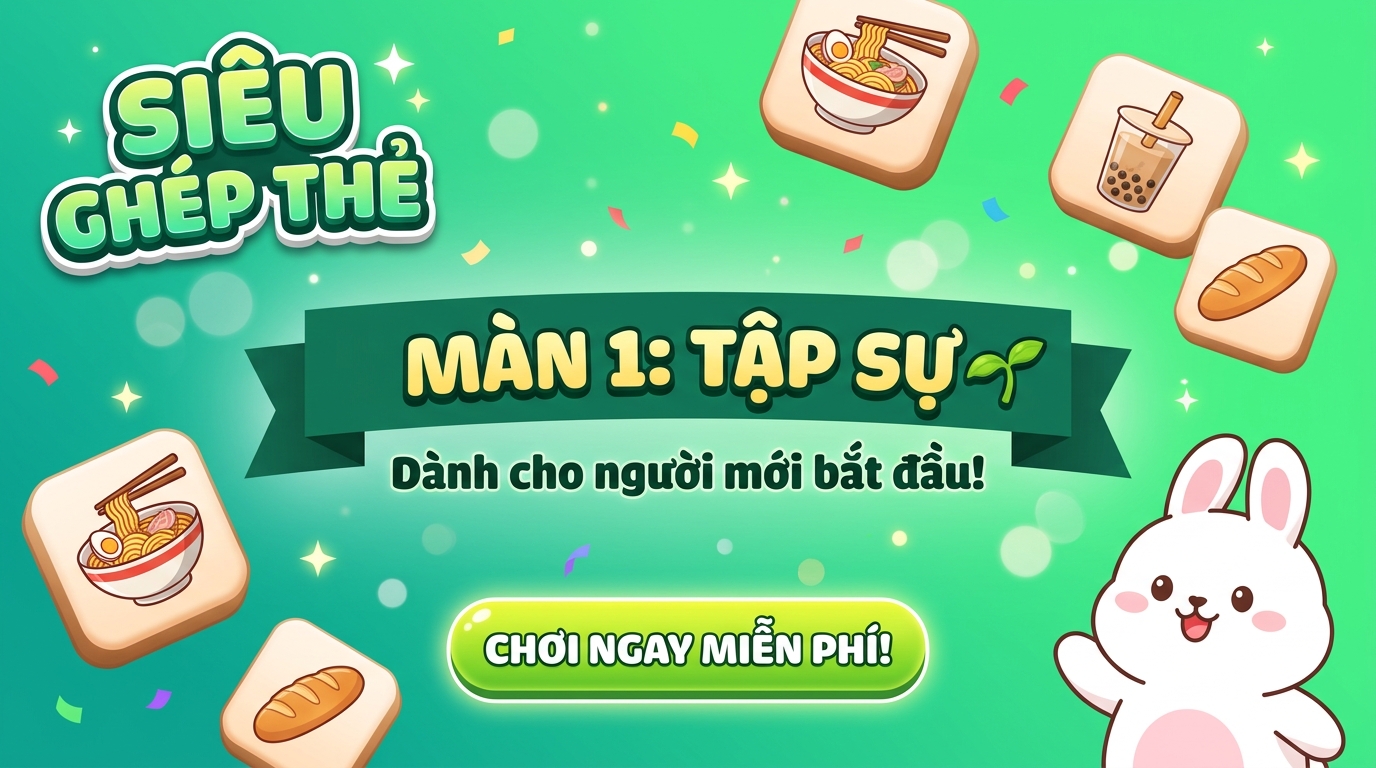 SIÊU
GHÉP THẺ
MÀN 1: TẬP SỰ
Dành cho người mới bắt đầu!
CHƠI NGAY MIỄN PHÍ!